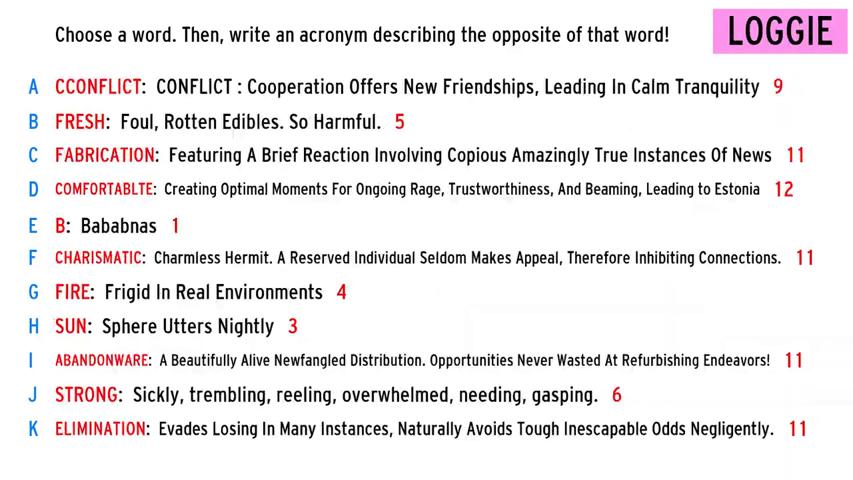 Choose a word. Then, write an acronym describing the opposite of that word!
LOGGIE
A CCONFLICT: CONFLICT : Cooperation Offers New Friendships, Leading In Calm Tranquility 9
B FRESH: Foul, Rotten Edibles. So Harmful. 5
C FABRICATION: Featuring A Brief Reaction Involving Copious Amazingly True Instances Of News 11
D COMFORTABLTE: Creating Optimal Moments For Ongoing Rage, Trustworthiness, And Beaming, Leading to Estonia 12
E B: Bababnas 1
F CHARISMATIC: Charmless Hermit. A Reserved Individual Seldom Makes Appeal, Therefore Inhibiting Connections. 11
G FIRE: Frigid In Real Environments 4
H SUN: Sphere Utters Nightly 3
I ABANDONWARE: A Beautifully Alive Newfangled Distribution. Opportunities Never Wasted At Refurbishing Endeavors! 11
J STRONG: Sickly, trembling, reeling, overwhelmed, needing, gasping. 6
K ELIMINATION: Evades Losing In Many Instances, Naturally Avoids Tough Inescapable Odds Negligently. 11